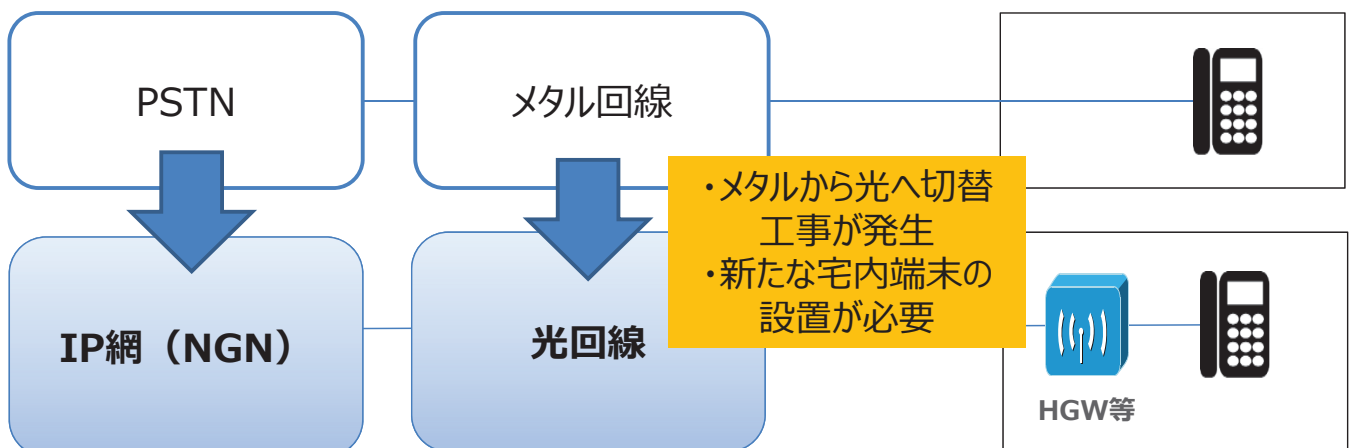 PSTN
メタル回線
・メタルから光へ切替
工事が発生
・新たな宅内端末の
設置が必要
IP網（NGN）
光回線
HGW等